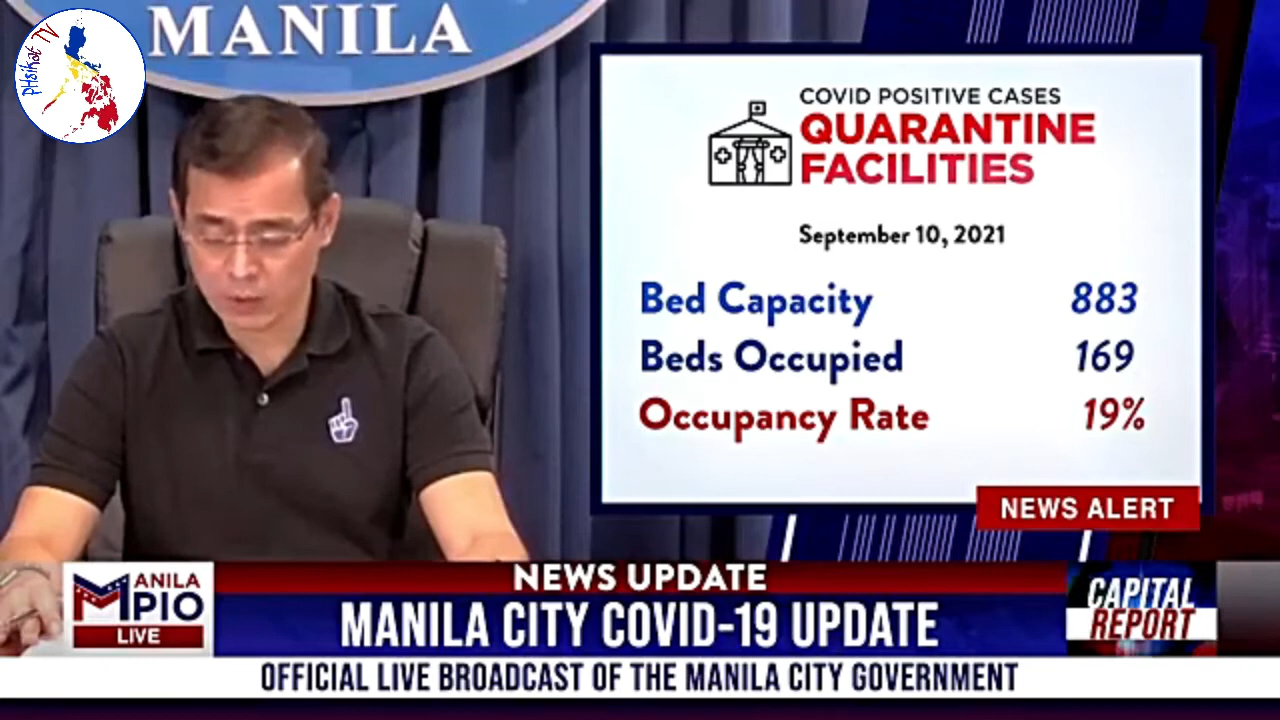 PHsikat TV
MANILA
COVID POSITIVE CASES
QUARANTINE
FACILITIES
September 10, 2021
Bed Capacity 883
Beds Occupied 169
Occupancy Rate 19%
NEWS ALERT
MANILA
PIO
LIVE
NEWS UPDATE
MANILA CITY COVID-19 UPDATE
CAPITAL
REPORT
OFFICIAL LIVE BROADCAST OF THE MANILA CITY GOVERNMENT